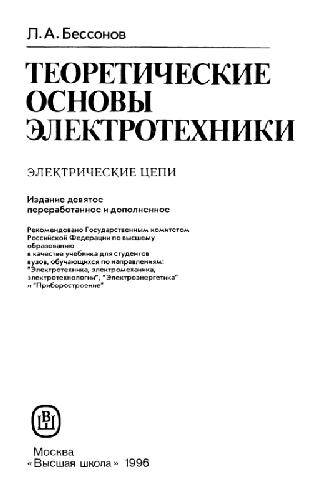 Л.А.Бессонов
ТЕОРЕТИЧЕСКИЕ
ОСНОВЫ
ЭЛЕКТРОТЕХНИКИ
ЭЛЕКТРИЧЕСКИЕ ЦЕПИ
Издание девятое
переработанное и дополненное
Рекомендовано Государственным комитетом
Российской Федерации по высшему
образованию
в качестве учебника для студентов
вузов, обучающихся по направлениям:
"Электротехника, электромеханика,
электротехнологии", "Электроэнергетика"
и "Приборостроение"
ВШ
Москва
«Высшая школа» 1996